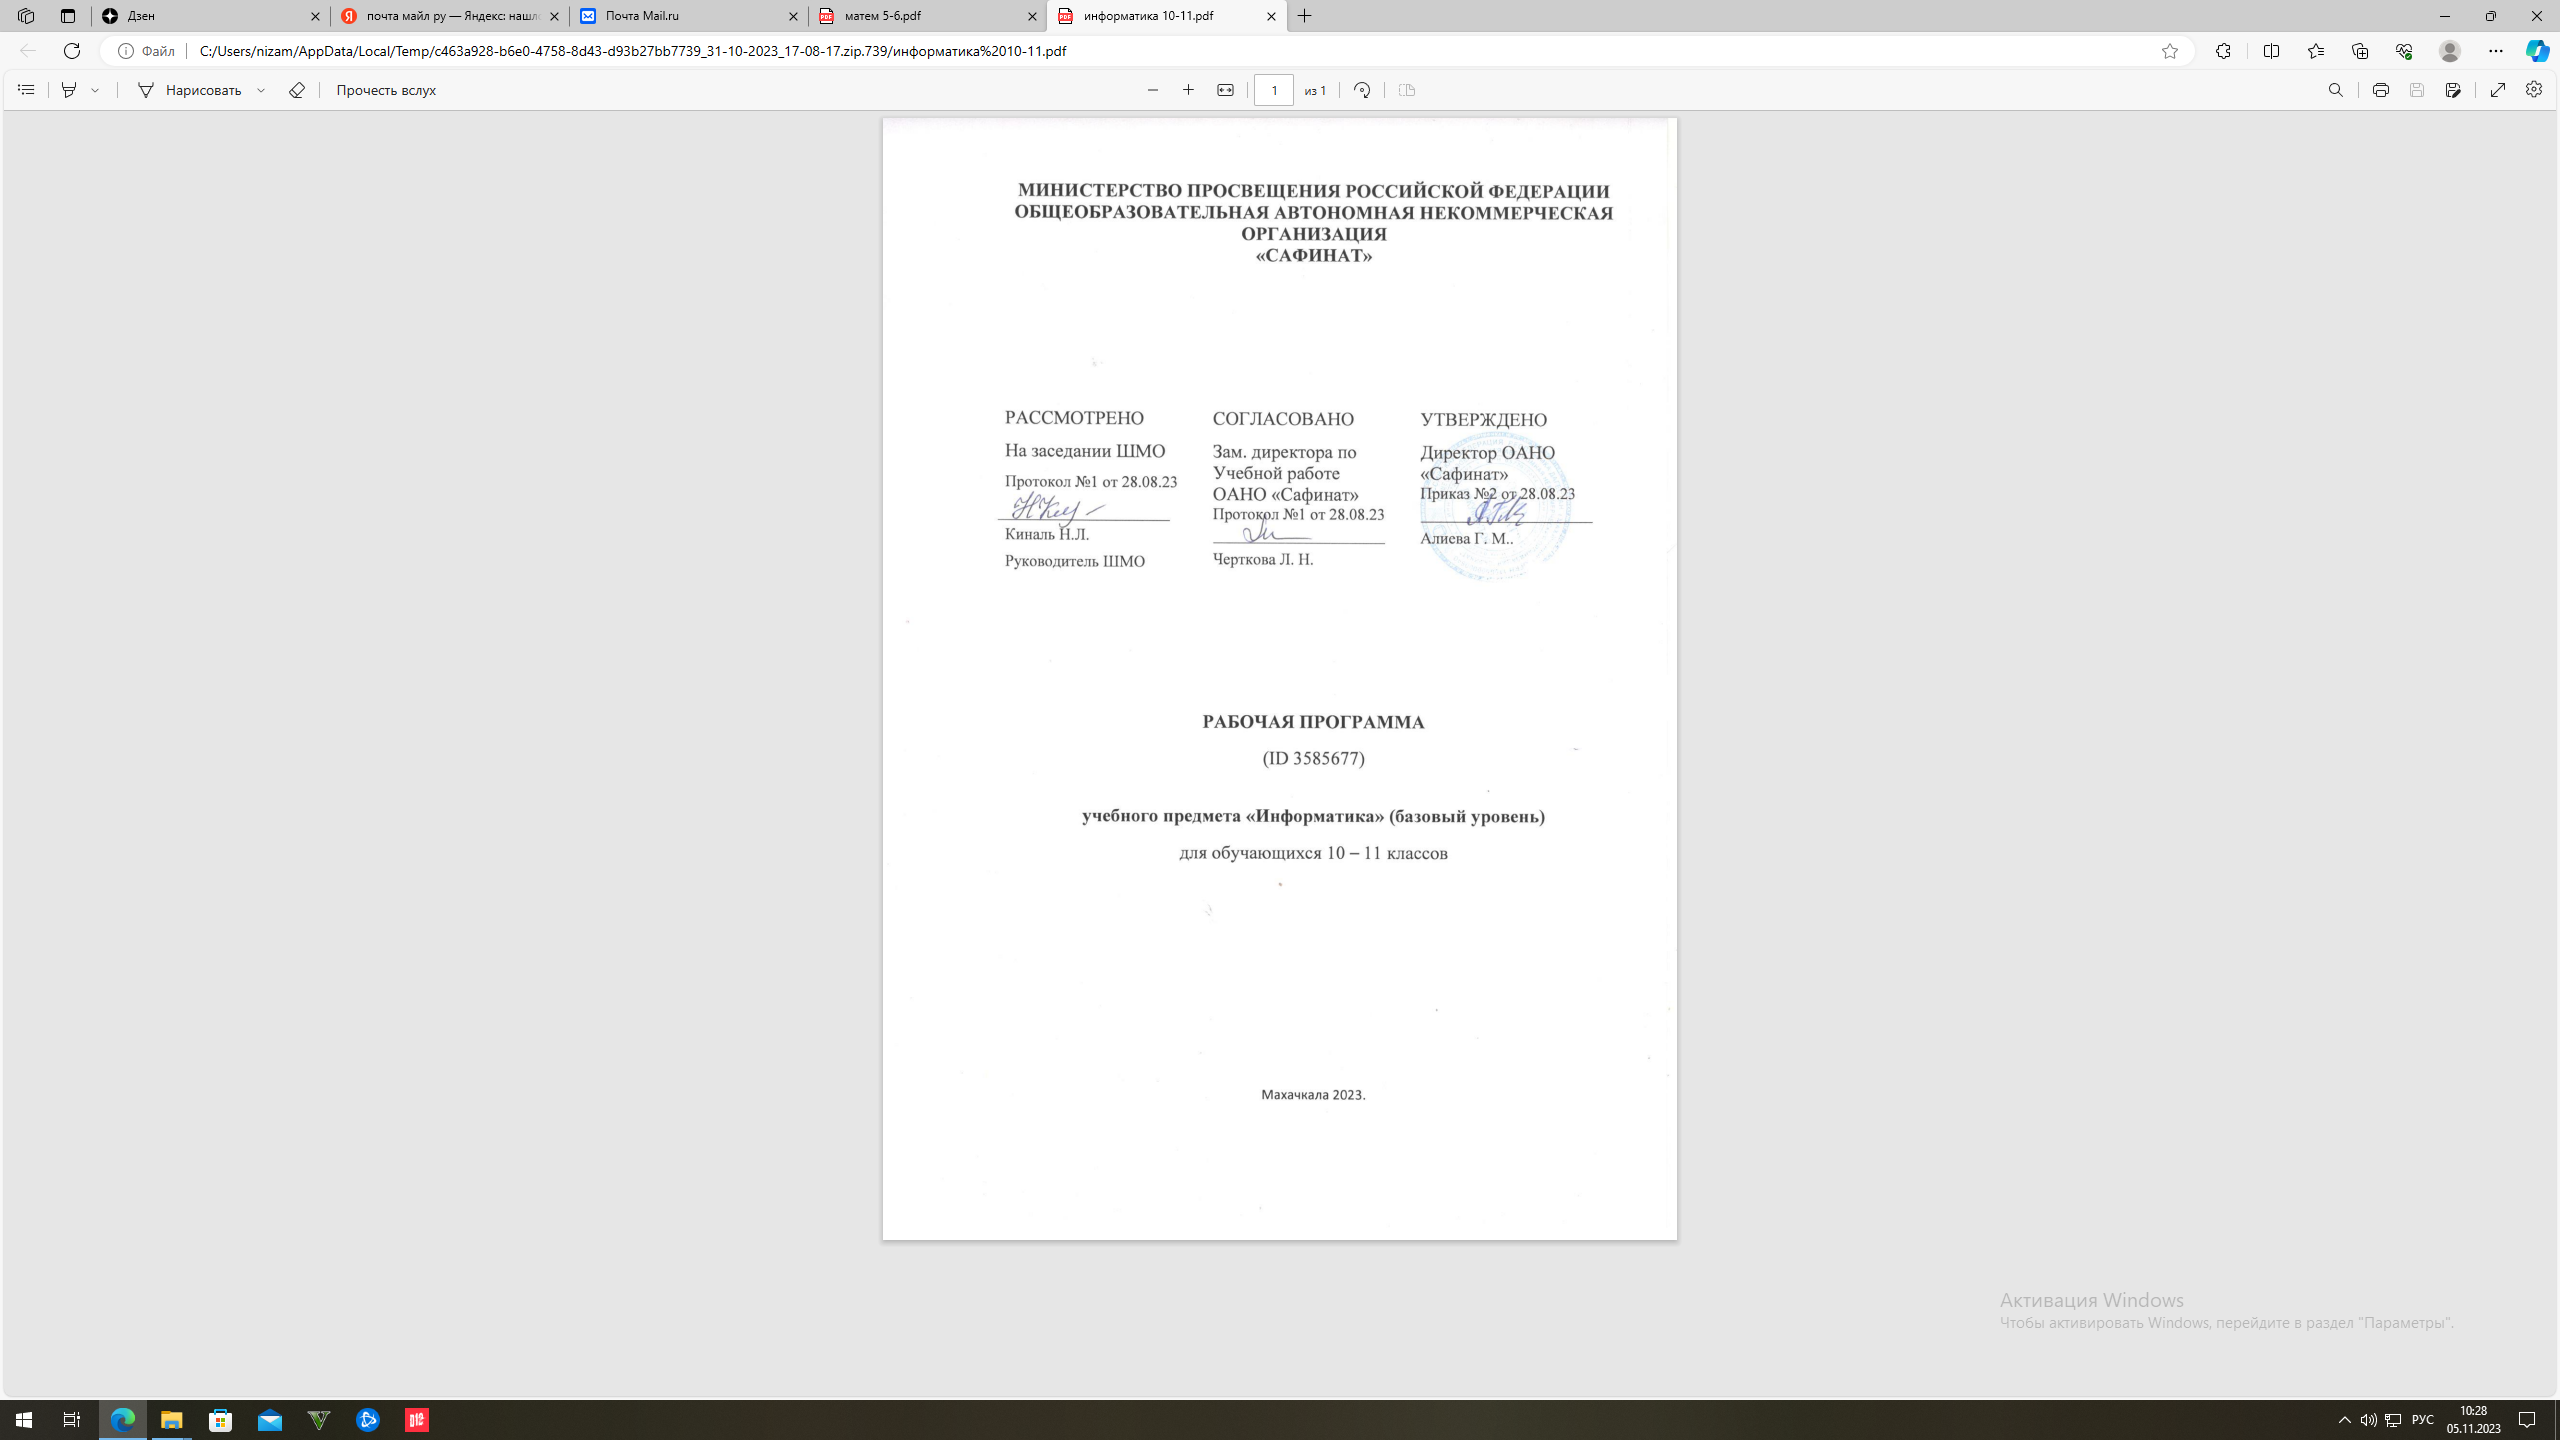 Дзен
почта майл ру — Яндекс: нашл
Почта Mail.ru
матем 5-6.pdf
информатика 10-11.pdf
Файл
C:/Users/nizam/AppData/Local/Temp/c463a928-b6e0-4758-8d43-d93b27bb7739_31-10-2023_17-08-17.zip.739/информатика%2010-11.pdf
Нарисовать
Прочесть вслух
1
из 1
МИНИСТЕРСТВО ПРОСВЕЩЕНИЯ РОССИЙСКОЙ ФЕДЕРАЦИИ
ОБЩЕОБРАЗОВАТЕЛЬНАЯ АВТОНОМНАЯ НЕКОММЕРЧЕСКАЯ
ОРГАНИЗАЦИЯ
«САФИНАТ»
РАССМОТРЕНО
На заседании ШМО
Протокол №1 от 28.08.23
Киналь Н.Л.
Руководитель ШМО
СОГЛАСОВАНО
Зам. директора по
Учебной работе
ОАНО «Сафинат»
Протокол №1 от 28.08.23
Черткова Л. Н.
УТВЕРЖДЕНО
Директор ОАНО
«Сафинат»
Приказ №2 от 28.08.23
Алиева Г. М..
РАБОЧАЯ ПРОГРАММА
(ID 3585677)
учебного предмета «Информатика» (базовый уровень)
для обучающихся 10 – 11 классов
Махачкала 2023.
Активация Windows
Чтобы активировать Windows, перейдите в раздел "Параметры".
РУС
10:28
05.11.2023